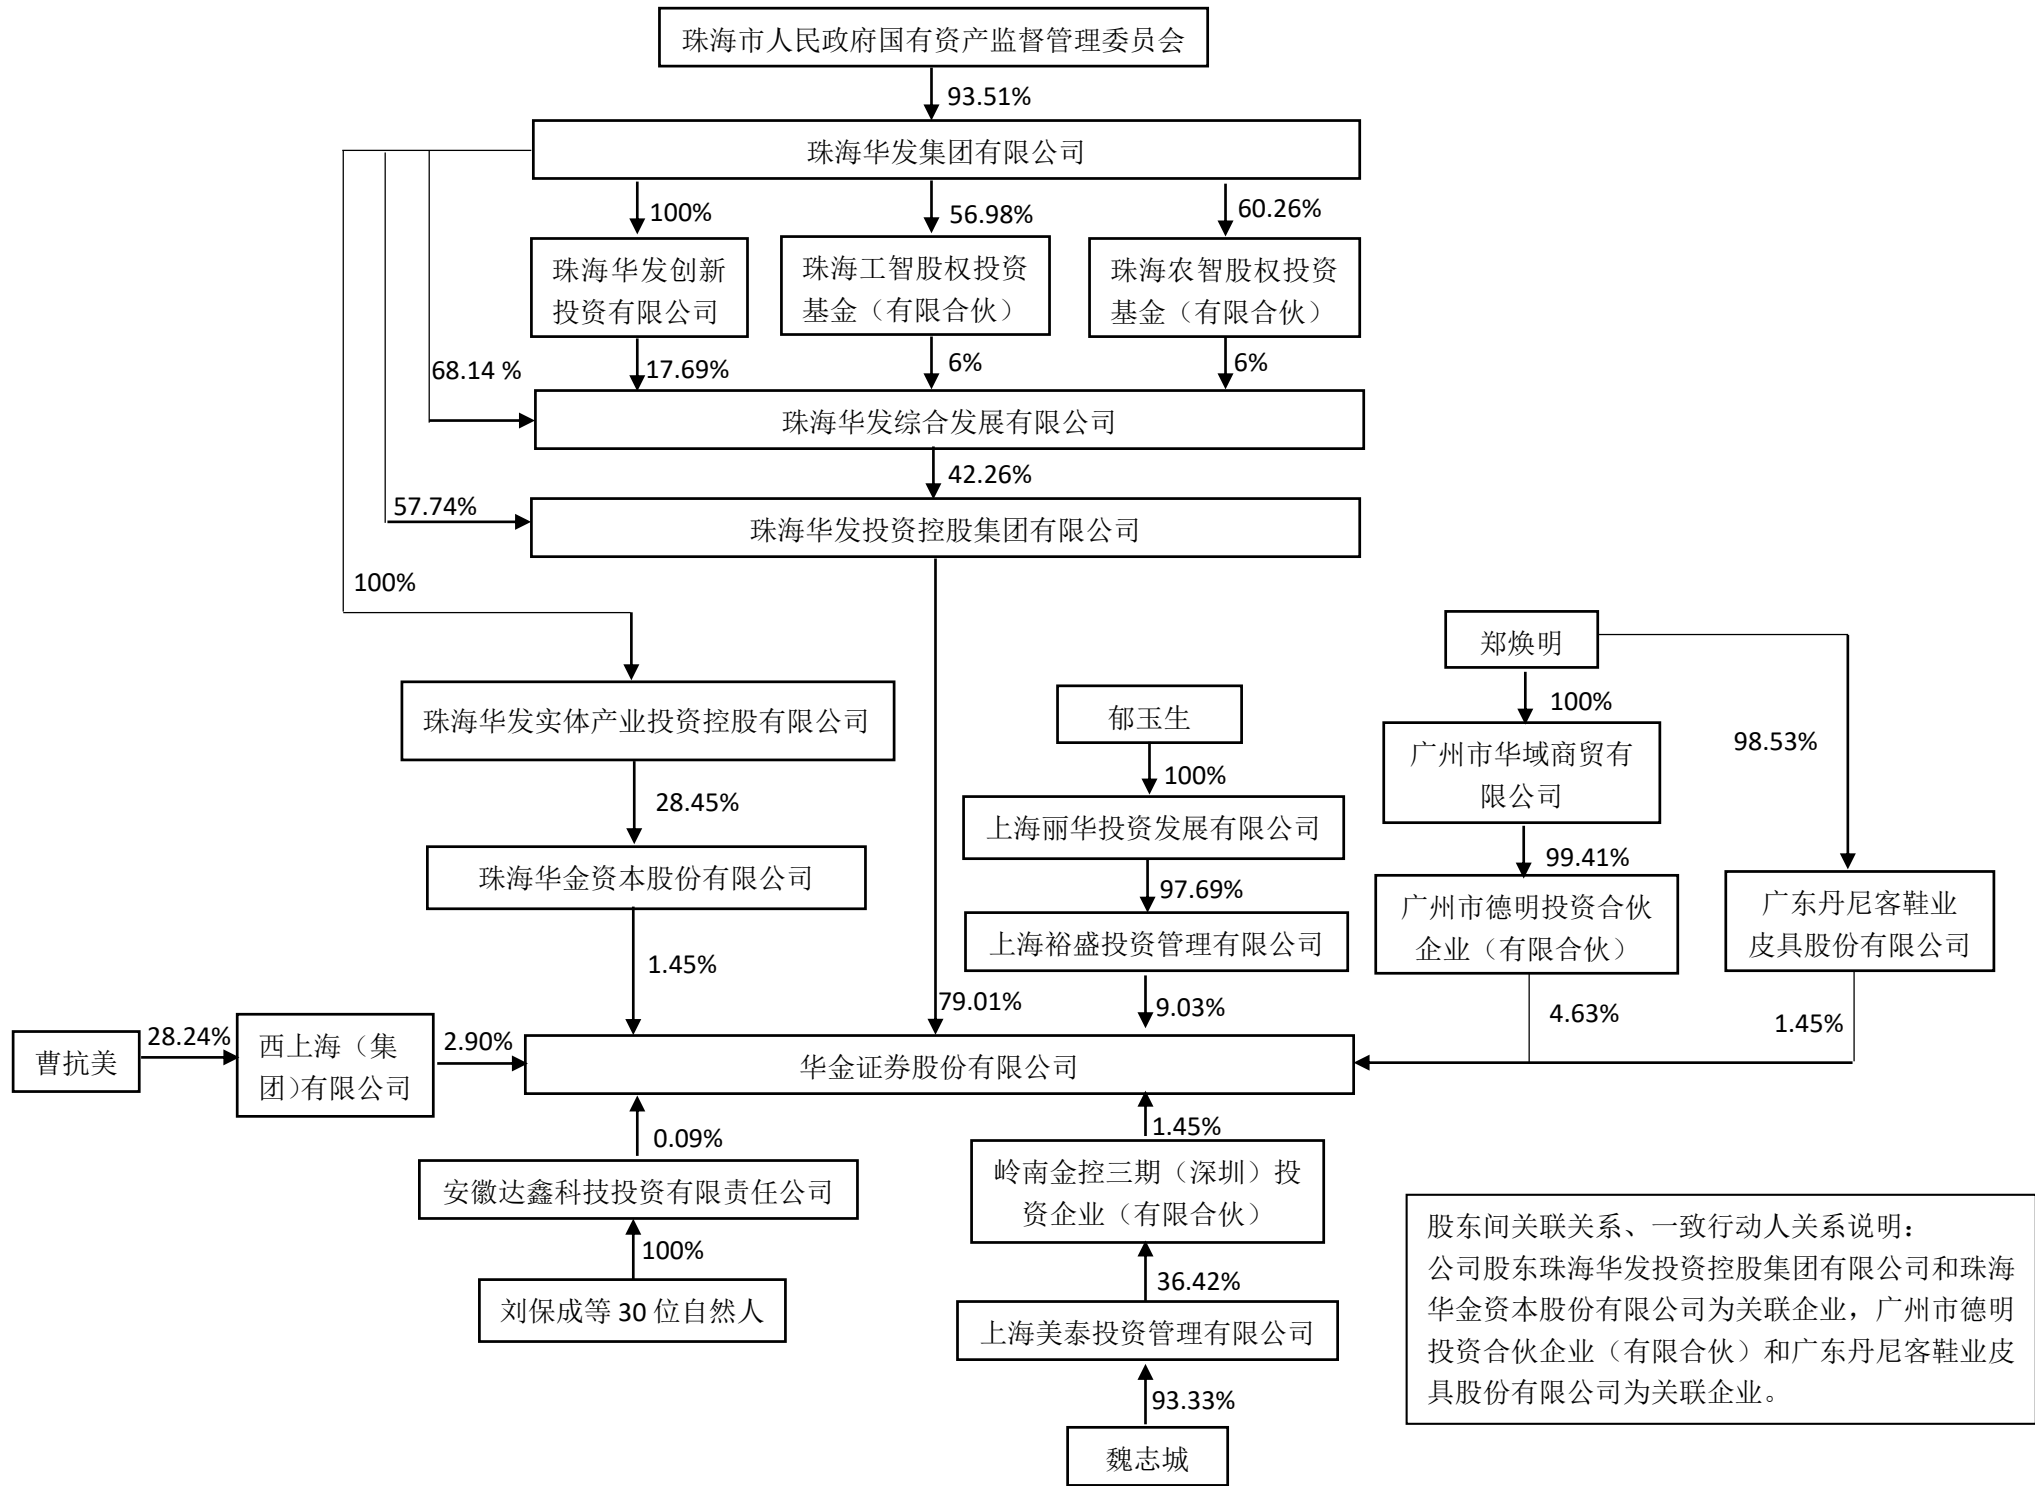 珠海市人民政府国有资产监督管理委员会
93.51%
珠海华发集团有限公司
100%
56.98%
60.26%
珠海华发创新
投资有限公司
珠海工智股权投资
基金（有限合伙）
珠海农智股权投资
基金（有限合伙）
68.14 %
17.69%
6%
6%
珠海华发综合发展有限公司
42.26%
57.74%
珠海华发投资控股集团有限公司
100%
郑焕明
珠海华发实体产业投资控股有限公司
郁玉生
100%
98.53%
广州市华域商贸有
限公司
100%
28.45%
上海丽华投资发展有限公司
99.41%
珠海华金资本股份有限公司
97.69%
广州市德明投资合伙
企业（有限合伙）
广东丹尼客鞋业
皮具股份有限公司
上海裕盛投资管理有限公司
1.45%
79.01%
9.03%
4.63%
1.45%
曹抗美
28.24%
西上海（集
团）有限公司
2.90%
华金证券股份有限公司
0.09%
1.45%
安徽达鑫科技投资有限责任公司
岭南金控三期（深圳）投
资企业（有限合伙）
100%
36.42%
刘保成等 30 位自然人
上海美泰投资管理有限公司
93.33%
魏志城
股东间关联关系、一致行动人关系说明：
公司股东珠海华发投资控股集团有限公司和珠海
华金资本股份有限公司为关联企业，广州市德明
投资合伙企业（有限合伙）和广东丹尼客鞋业皮
具股份有限公司为关联企业。